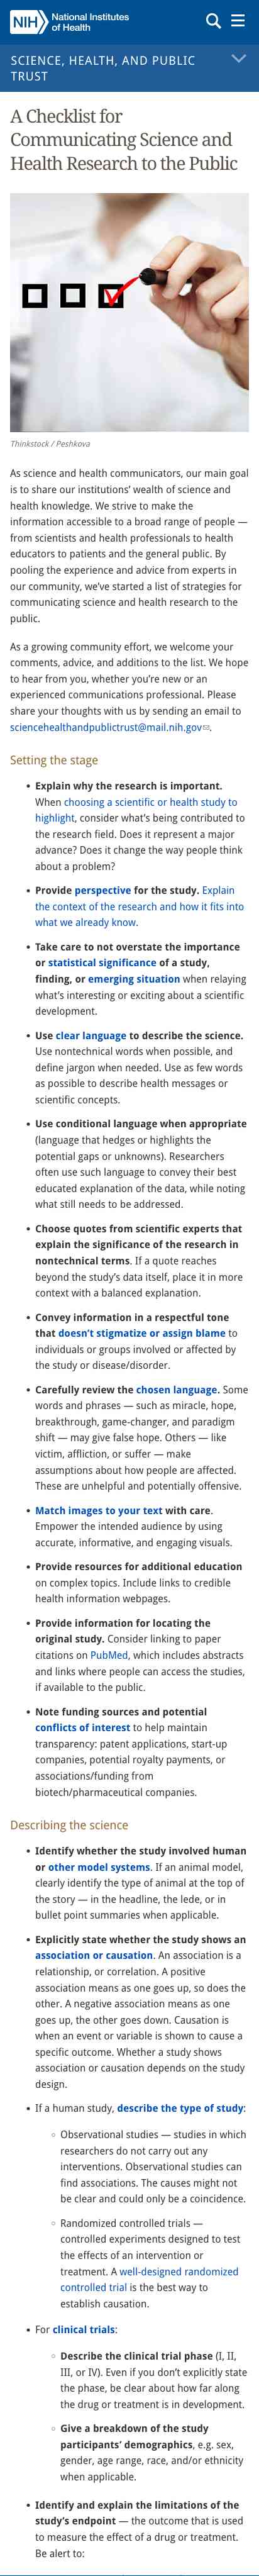 NIH National Institutes
of Health
SCIENCE, HEALTH, AND PUBLIC
TRUST
A Checklist for
Communicating Science and
Health Research to the Public
Thinkstock / Peshkova
As science and health communicators, our main goal
is to share our institutions’ wealth of science and
health knowledge. We strive to make the
information accessible to a broad range of people —
from scientists and health professionals to health
educators to patients and the general public. By
pooling the experience and advice from experts in
our community, we’ve started a list of strategies for
communicating science and health research to the
public.
As a growing community effort, we welcome your
comments, advice, and additions to the list. We hope
to hear from you, whether you’re new or an
experienced communications professional. Please
share your thoughts with us by sending an email to
sciencehealthandpublictrust@mail.nih.gov.
Setting the stage
• Explain why the research is important.
When choosing a scientific or health study to
highlight, consider what’s being contributed to
the research field. Does it represent a major
advance? Does it change the way people think
about a problem?
• Provide perspective for the study. Explain
the context of the research and how it fits into
what we already know.
• Take care to not overstate the importance
or statistical significance of a study,
finding, or emerging situation when relaying
what’s interesting or exciting about a scientific
development.
• Use clear language to describe the science.
Use nontechnical words when possible, and
define jargon when needed. Use as few words
as possible to describe health messages or
scientific concepts.
• Use conditional language when appropriate
(language that hedges or highlights the
potential gaps or unknowns). Researchers
often use such language to convey their best
educated explanation of the data, while noting
what still needs to be addressed.
• Choose quotes from scientific experts that
explain the significance of the research in
nontechnical terms. If a quote reaches
beyond the study’s data itself, place it in more
context with a balanced explanation.
• Convey information in a respectful tone
that doesn’t stigmatize or assign blame to
individuals or groups involved or affected by
the study or disease/disorder.
• Carefully review the chosen language. Some
words and phrases — such as miracle, hope,
breakthrough, game-changer, and paradigm
shift — may give false hope. Others — like
victim, affliction, or suffer — make
assumptions about how people are affected.
These are unhelpful and potentially offensive.
• Match images to your text with care.
Empower the intended audience by using
accurate, informative, and engaging visuals.
• Provide resources for additional education
on complex topics. Include links to credible
health information webpages.
• Provide information for locating the
original study. Consider linking to paper
citations on PubMed, which includes abstracts
and links where people can access the studies,
if available to the public.
• Note funding sources and potential
conflicts of interest to help maintain
transparency: patent applications, start-up
companies, potential royalty payments, or
associations/funding from
biotech/pharmaceutical companies.
Describing the science
• Identify whether the study involved human
or other model systems. If an animal model,
clearly identify the type of animal at the top of
the story — in the headline, the lede, or in
bullet point summaries when applicable.
• Explicitly state whether the study shows an
association or causation. An association is a
relationship, or correlation. A positive
association means as one goes up, so does the
other. A negative association means as one
goes up, the other goes down. Causation is
when an event or variable is shown to cause a
specific outcome. Whether a study shows
association or causation depends on the study
design.
• If a human study, describe the type of study:
◦ Observational studies — studies in which
researchers do not carry out any
interventions. Observational studies can
find associations. The causes might not
be clear and could only be a coincidence.
◦ Randomized controlled trials —
controlled experiments designed to test
the effects of an intervention or
treatment. A well-designed randomized
controlled trial is the best way to
establish causation.
• For clinical trials:
◦ Describe the clinical trial phase (I, II,
III, or IV). Even if you don’t explicitly state
the phase, be clear about how far along
the drug or treatment is in development.
◦ Give a breakdown of the study
participants’ demographics, e.g. sex,
gender, age range, race, and/or ethnicity
when applicable.
• Identify and explain the limitations of the
study’s endpoint — the outcome that is used
to measure the effect of a drug or treatment.
Be alert to: